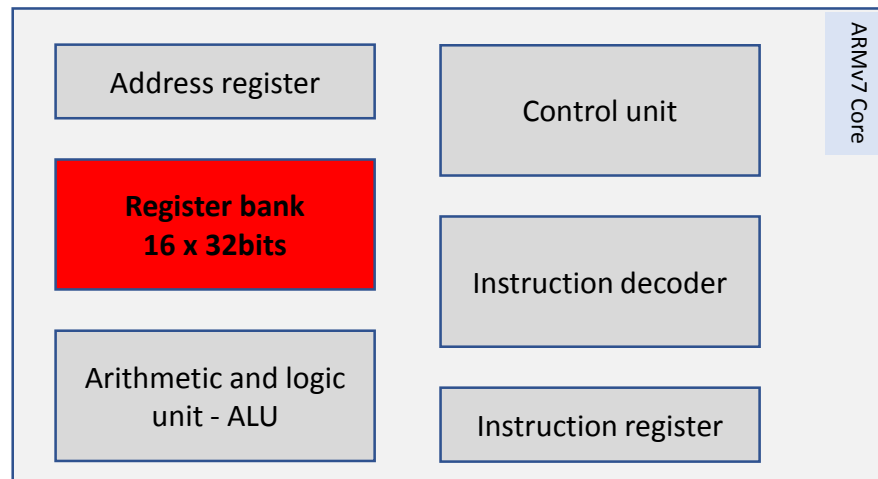 Address register
Register bank
16 x 32bits
Arithmetic and logic
unit - ALU
Control unit
Instruction decoder
Instruction register
ARMv7 Core